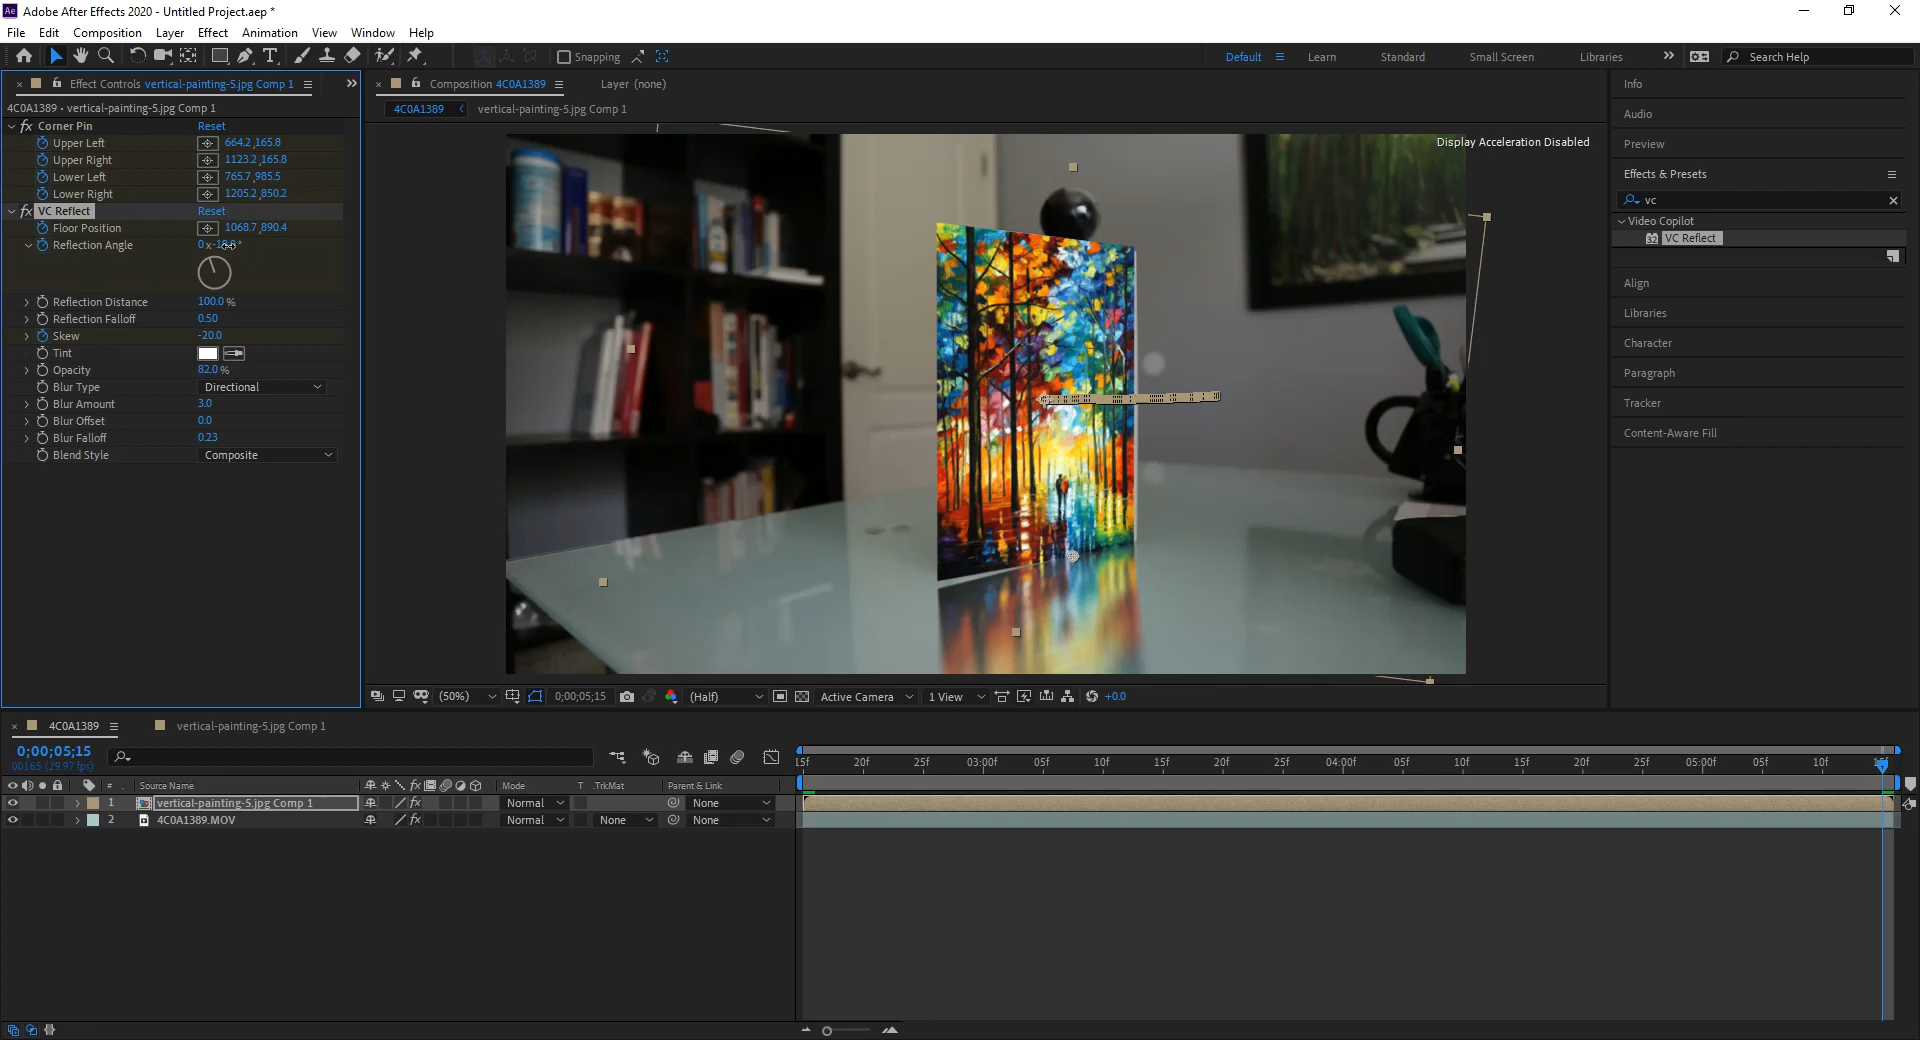 Ae Adobe After Effects 2020 - Untitled Project.aep *
File Edit Composition Layer Effect Animation View Window Help
Snapping
Default Learn Standard Small Screen Libraries Search Help
Effect Controls vertical-painting-5.jpg Comp 1
4C0A1389 • vertical-painting-5.jpg Comp 1
fx Corner Pin Reset
Upper Left 664.2,165.8
Upper Right 1123.2,165.8
Lower Left 765.7,985.5
Lower Right 1205.2,850.2
fx VC Reflect Reset
Floor Position 1068.7,890.4
Reflection Angle 0 x
Reflection Distance 100.0 %
Reflection Falloff 0.50
Skew -20.0
Tint
Opacity 82.0 %
Blur Type Directional
Blur Amount 3.0
Blur Offset 0.0
Blur Falloff 0.23
Blend Style Composite
Composition 4C0A1389 Layer (none)
4C0A1389 vertical-painting-5.jpg Comp 1
Display Acceleration Disabled
(50%) 0;00;05;15 (Half) Active Camera 1 View +0.0
Info
Audio
Preview
Effects & Presets
vc
Video Copilot
32 VC Reflect
Align
Libraries
Character
Paragraph
Tracker
Content-Aware Fill
4C0A1389 vertical-painting-5.jpg Comp 1
0;00;05;15
00165 (29.97 fps)
15f 20f 25f 03:00f 05f 10f 15f 20f 25f 04:00f 05f 10f 15f 20f 25f 05:00f 05f 10f 15f
# Source Name fx Mode T .TrkMat Parent & Link
1 vertical-painting-5.jpg Comp 1 fx Normal None
2 4C0A1389.MOV fx Normal None None